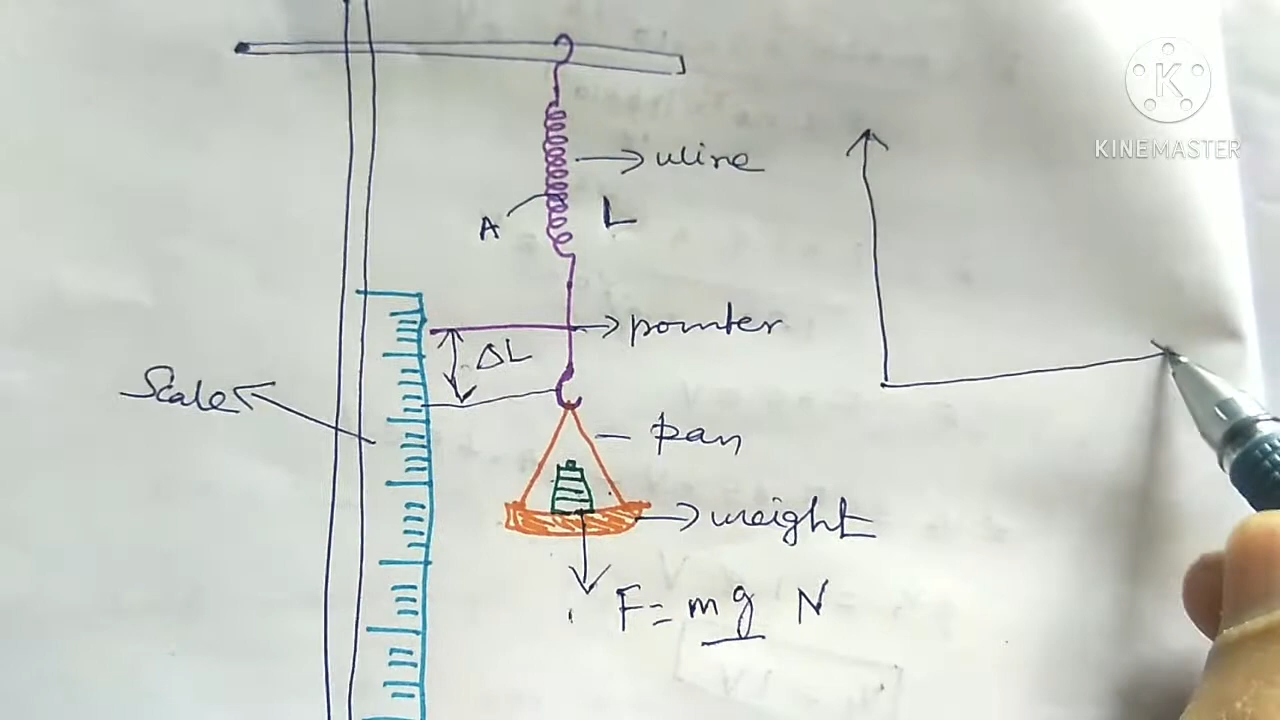 K
KINEMASTER
wire
A
L
pointer
ΔL
Scale
pan
weight
F = mg N